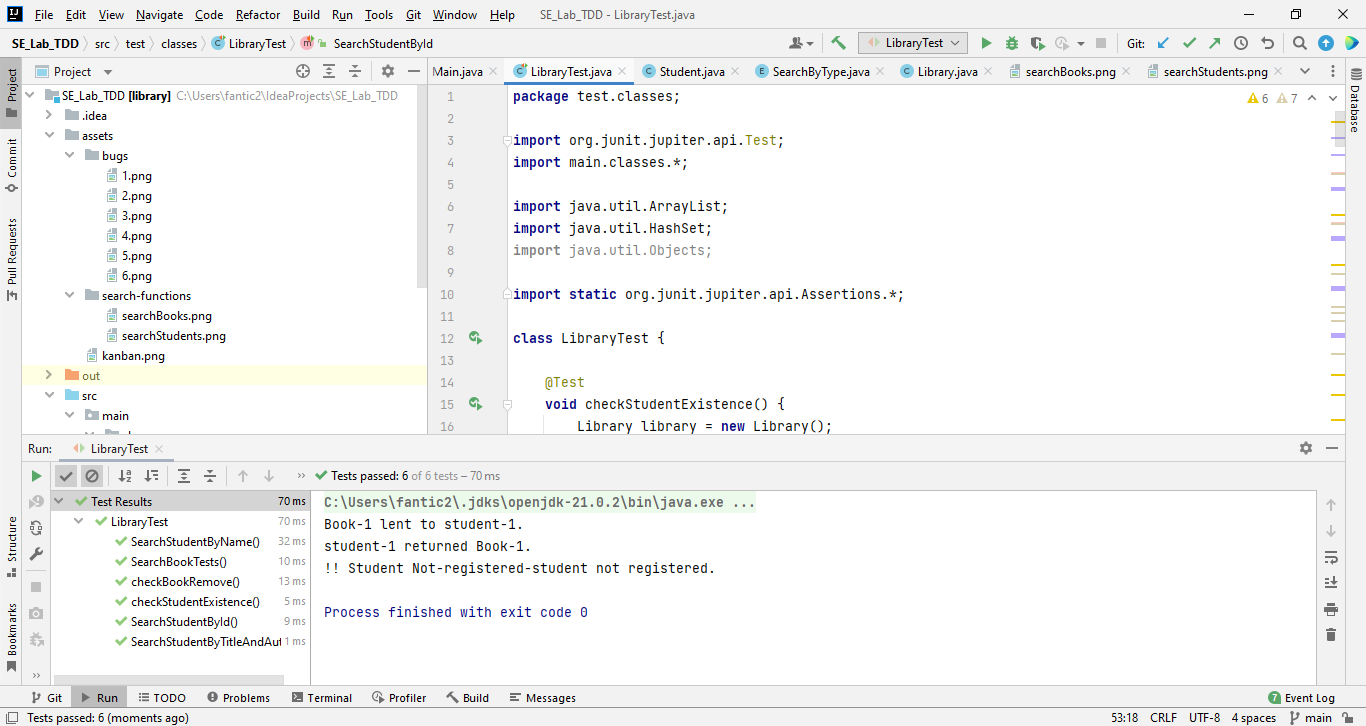 File Edit View Navigate Code Refactor Build Run Tools Git Window Help SE_Lab_TDD - LibraryTest.java
SE_Lab_TDD src test classes LibraryTest SearchStudentById LibraryTest Git:
Project
Main.java LibraryTest.java Student.java SearchByType.java Library.java searchBooks.png searchStudents.png
Project
Commit
Pull Requests
Structure
Bookmarks
Database
SE_Lab_TDD [library] C:\Users\fantic2\IdeaProjects\SE_Lab_TDD
.idea
assets
bugs
1.png
2.png
3.png
4.png
5.png
6.png
search-functions
searchBooks.png
searchStudents.png
kanban.png
out
src
main
6 7
1 package test.classes;
2
3 import org.junit.jupiter.api.Test;
4 import main.classes.*;
5
6 import java.util.ArrayList;
7 import java.util.HashSet;
8 import java.util.Objects;
9
10 import static org.junit.jupiter.api.Assertions.*;
11
12 class LibraryTest {
13
14 @Test
15 void checkStudentExistence() {
16 Library library = new Library();
Run: LibraryTest
Tests passed: 6 of 6 tests – 70 ms
Test Results 70 ms
LibraryTest 70 ms
SearchStudentByName() 32 ms
SearchBookTests() 10 ms
checkBookRemove() 13 ms
checkStudentExistence() 5 ms
SearchStudentById() 9 ms
SearchStudentByTitleAndAut 1 ms
C:\Users\fantic2\.jdks\openjdk-21.0.2\bin\java.exe ...
Book-1 lent to student-1.
student-1 returned Book-1.
!! Student Not-registered-student not registered.
Process finished with exit code 0
Git Run TODO Problems Terminal Profiler Build Messages 7 Event Log
Tests passed: 6 (moments ago) 53:18 CRLF UTF-8 4 spaces main